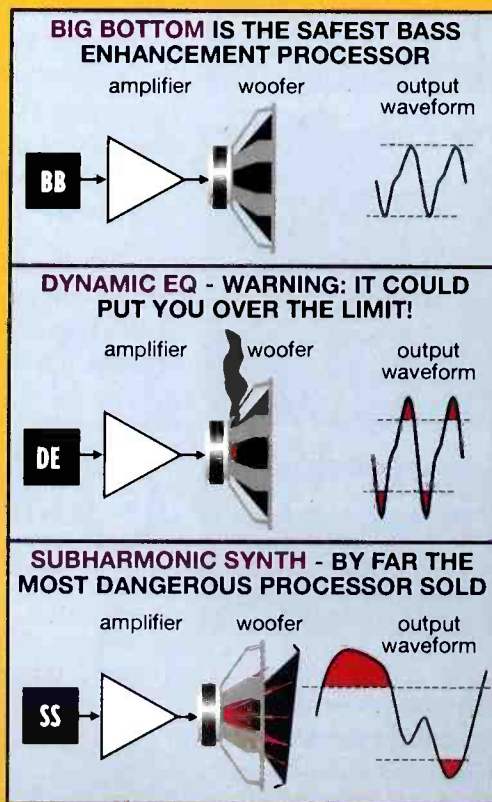 BIG BOTTOM IS THE SAFEST BASS
ENHANCEMENT PROCESSOR
amplifier woofer output
waveform
BB
DYNAMIC EQ - WARNING: IT COULD
PUT YOU OVER THE LIMIT!
amplifier woofer output
waveform
DE
SUBHARMONIC SYNTH - BY FAR THE
MOST DANGEROUS PROCESSOR SOLD
amplifier woofer output
waveform
SS